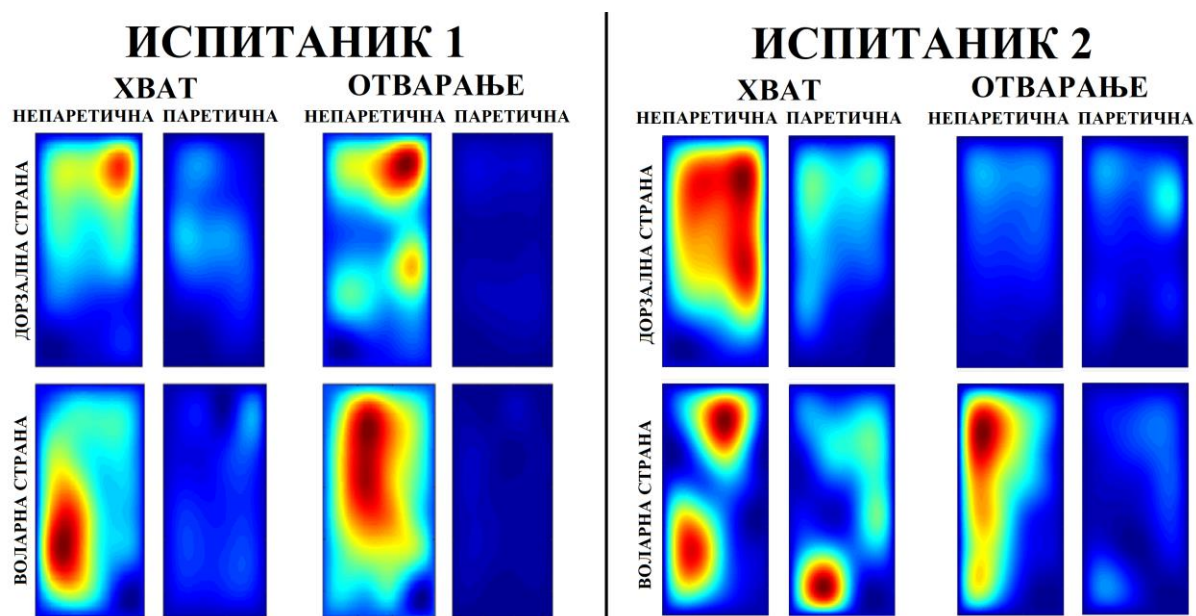 ИСПИТАНИК 1
ХВАТ ОТВАРАЊЕ
НЕПАРЕТИЧНА ПАРЕТИЧНА НЕПАРЕТИЧНА ПАРЕТИЧНА
ДОРЗАЛНА СТРАНА
ВОЛАРНА СТРАНА
ИСПИТАНИК 2
ХВАТ ОТВАРАЊЕ
НЕПАРЕТИЧНА ПАРЕТИЧНА НЕПАРЕТИЧНА ПАРЕТИЧНА
ДОРЗАЛНА СТРАНА
ВОЛАРНА СТРАНА